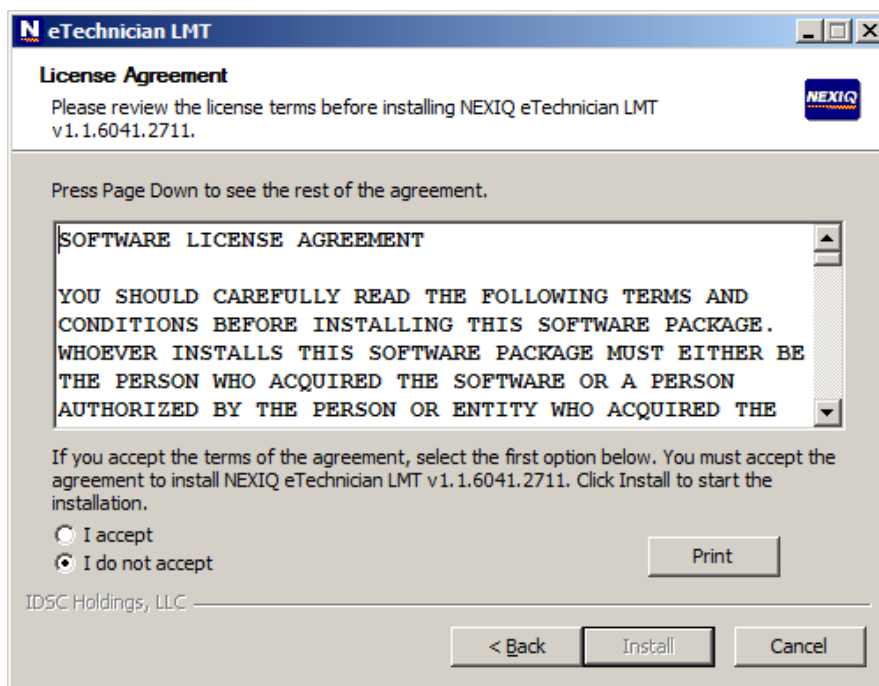 N eTechnician LMT
License Agreement
Please review the license terms before installing NEXIQ eTechnician LMT
v1.1.6041.2711.
NEXIQ
Press Page Down to see the rest of the agreement.
SOFTWARE LICENSE AGREEMENT
YOU SHOULD CAREFULLY READ THE FOLLOWING TERMS AND
CONDITIONS BEFORE INSTALLING THIS SOFTWARE PACKAGE.
WHOEVER INSTALLS THIS SOFTWARE PACKAGE MUST EITHER BE
THE PERSON WHO ACQUIRED THE SOFTWARE OR A PERSON
AUTHORIZED BY THE PERSON OR ENTITY WHO ACQUIRED THE
If you accept the terms of the agreement, select the first option below. You must accept the
agreement to install NEXIQ eTechnician LMT v1.1.6041.2711. Click Install to start the
installation.
I accept
I do not accept
Print
IDSC Holdings, LLC
< Back
Install
Cancel